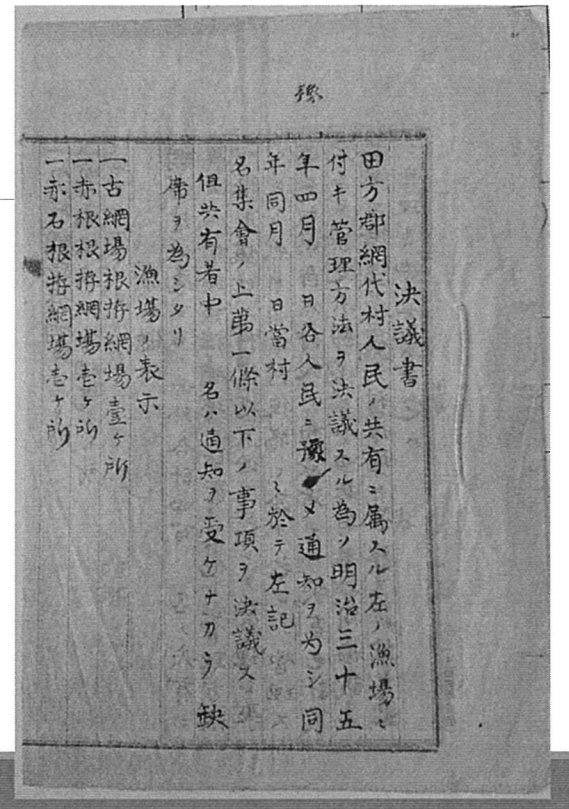 豫
決議書
田方郡網代村人民ノ共有ニ属スル左ノ漁場ニ
付キ管理方法ヲ決議スル為メ明治三十五
年四月 日各人民ニ豫メ通知ヲ为シ同
年同月 日當村 ニ於テ左記
名集會ノ上第一條以下ノ事項ヲ決議ス
但共有者中 名ハ通知ヲ受ケナカラ缺
席ヲ為シタリ
漁場ノ表示
一古網場根拵網場壹ヶ所
一赤根根拵網場壱ヶ所
一赤石根拵網場壱ヶ所